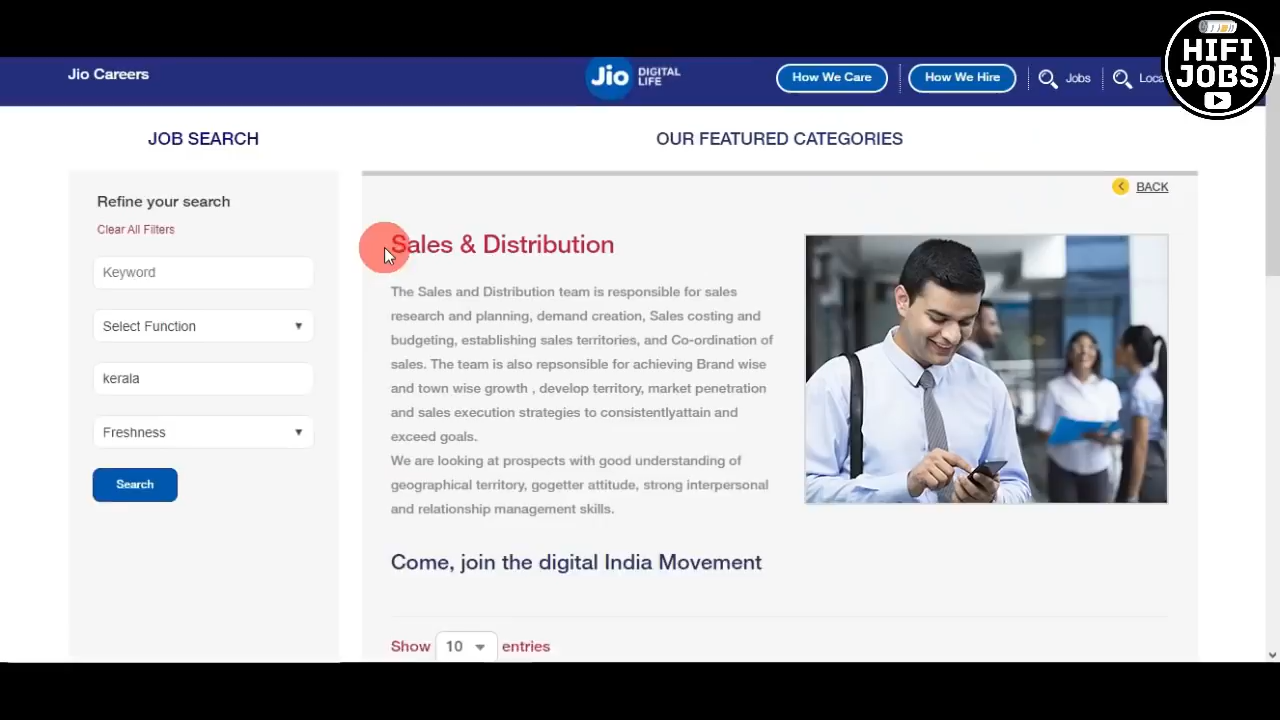 Jio Careers
Jio
DIGITAL
LIFE
How We Care
How We Hire
Jobs
HIFI
JOBS
JOB SEARCH
OUR FEATURED CATEGORIES
Refine your search
Clear All Filters
Keyword
Select Function
kerala
Freshness
Search
BACK
Sales & Distribution
The Sales and Distribution team is responsible for sales
research and planning, demand creation, Sales costing and
budgeting, establishing sales territories, and Co-ordination of
sales. The team is also repsonsible for achieving Brand wise
and town wise growth , develop territory, market penetration
and sales execution strategies to consistentlyattain and
exceed goals.
We are looking at prospects with good understanding of
geographical territory, gogetter attitude, strong interpersonal
and relationship management skills.
Come, join the digital India Movement
Show 10 entries